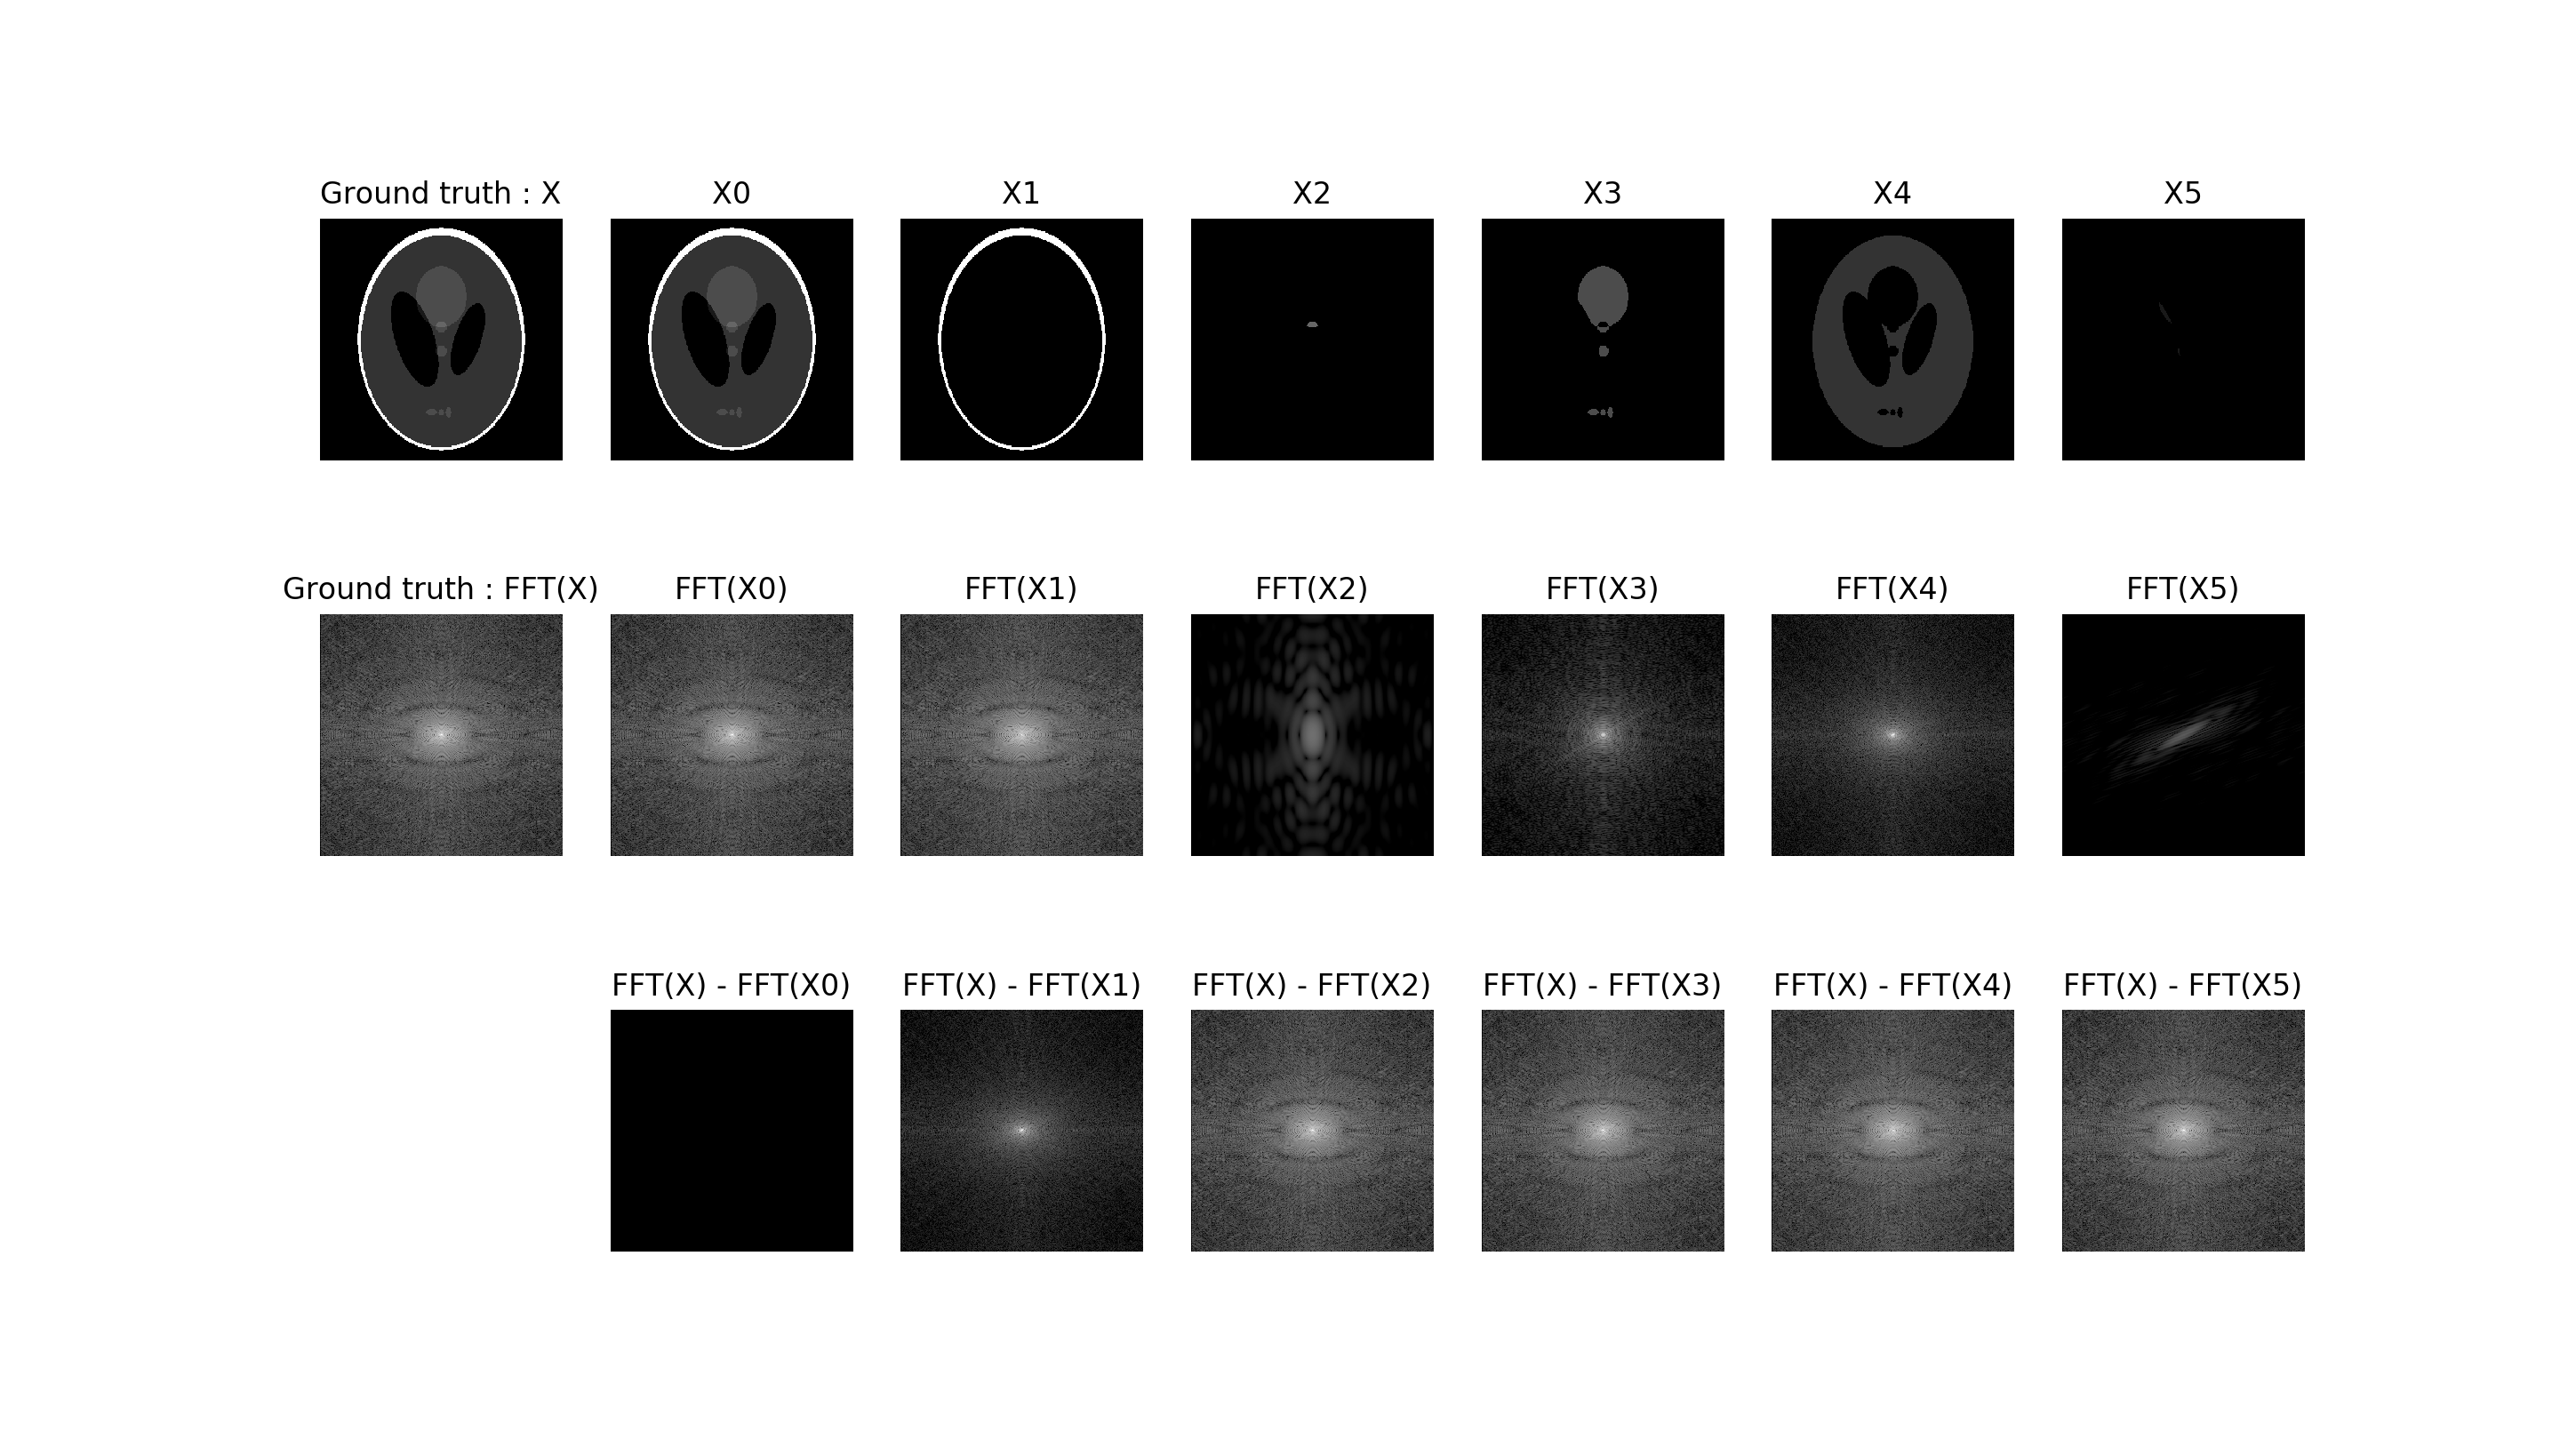 Ground truth : X
X0
X1
X2
X3
X4
X5
Ground truth : FFT(X)
FFT(X0)
FFT(X1)
FFT(X2)
FFT(X3)
FFT(X4)
FFT(X5)
FFT(X) - FFT(X0)
FFT(X) - FFT(X1)
FFT(X) - FFT(X2)
FFT(X) - FFT(X3)
FFT(X) - FFT(X4)
FFT(X) - FFT(X5)